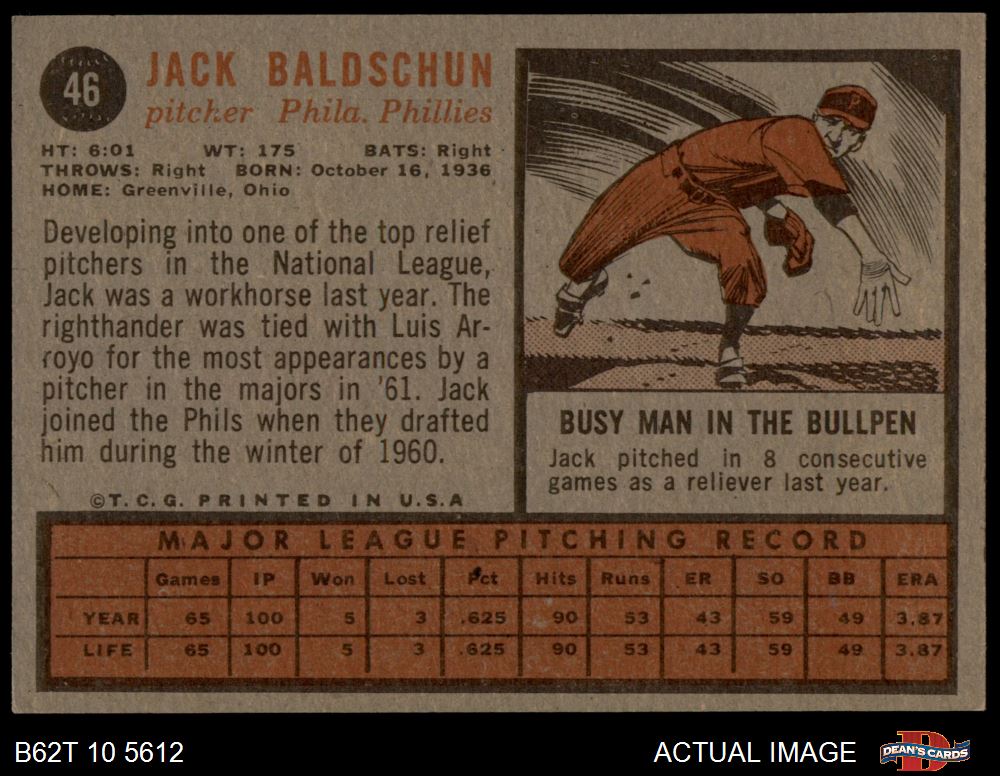 46
JACK BALDSCHUN
pitcher Phila. Phillies
HT: 6:01 WT: 175 BATS: Right
THROWS: Right BORN: October 16, 1936
HOME: Greenville, Ohio
Developing into one of the top relief
pitchers in the National League,
Jack was a workhorse last year. The
righthander was tied with Luis Ar-
royo for the most appearances by a
pitcher in the majors in '61. Jack
joined the Phils when they drafted
him during the winter of 1960.
©T.C.G. PRINTED IN U.S.A
P
BUSY MAN IN THE BULLPEN
Jack pitched in 8 consecutive
games as a reliever last year.
MAJOR LEAGUE PITCHING RECORD
Games IP Won Lost Pct Hits Runs ER SO BB ERA
YEAR 65 100 5 3 .625 90 53 43 59 49 3.87
LIFE 65 100 5 3 .625 90 53 43 59 49 3.87
B62T 10 5612
ACTUAL IMAGE
D
DEAN'S CARDS